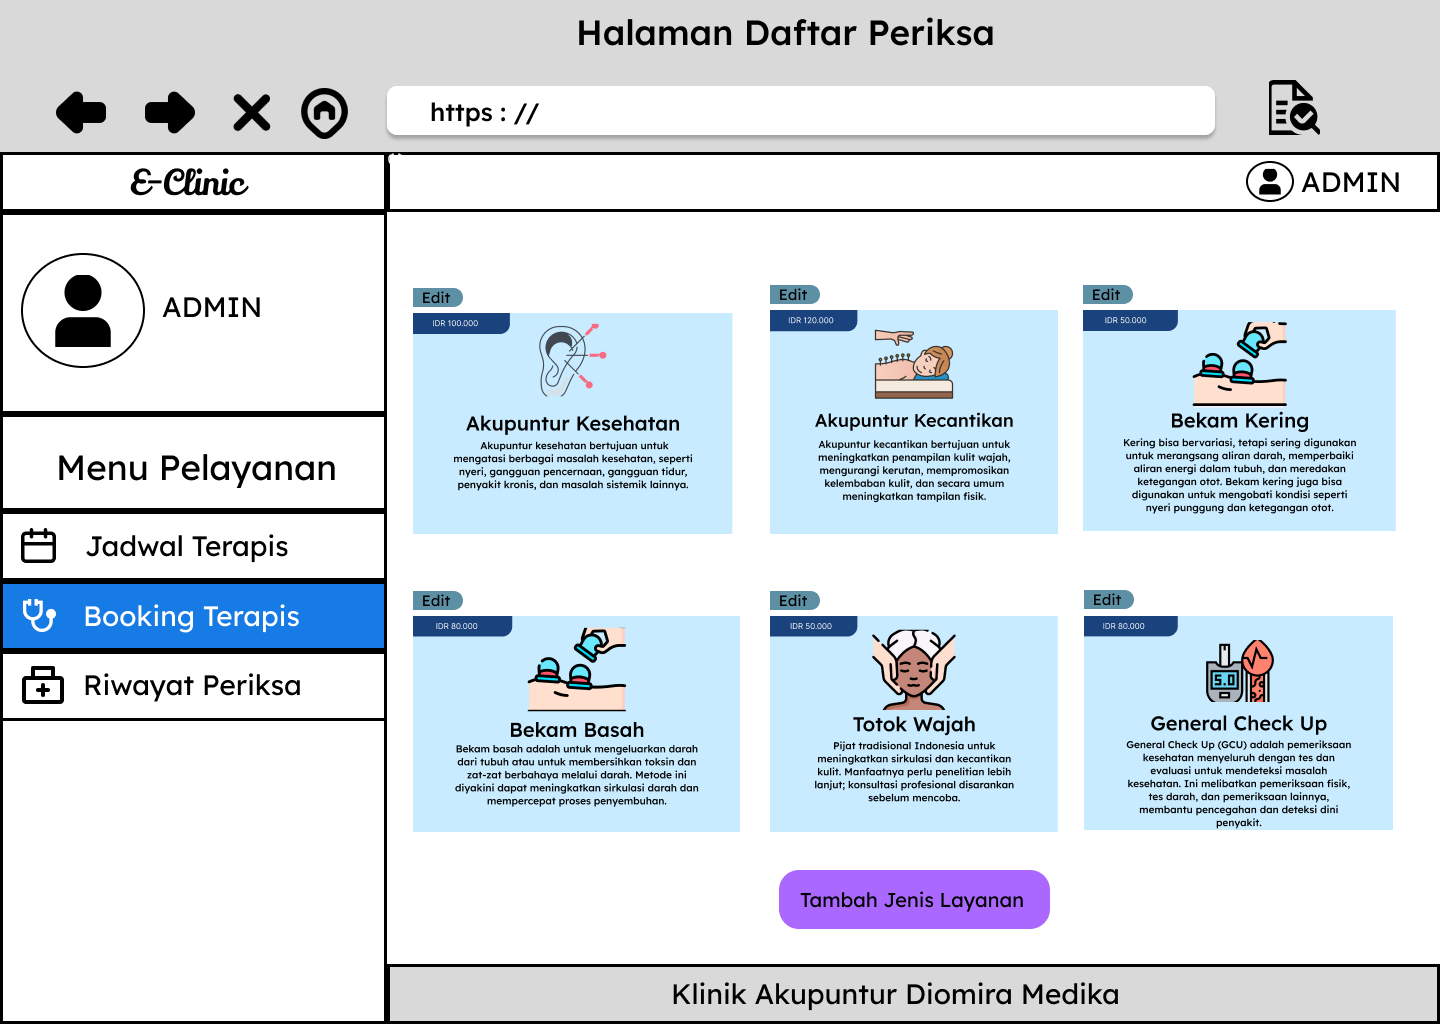 Halaman Daftar Periksa
https : //
E-Clinic
ADMIN
ADMIN
Menu Pelayanan
Jadwal Terapis
Booking Terapis
Riwayat Periksa
Edit
IDR 100.000
Akupuntur Kesehatan
Akupuntur kesehatan bertujuan untuk
mengatasi berbagai masalah kesehatan, seperti
nyeri, gangguan pencernaan, gangguan tidur,
penyakit kronis, dan masalah sistemik lainnya.
Edit
IDR 120.000
Akupuntur Kecantikan
Akupuntur kecantikan bertujuan untuk
meningkatkan penampilan kulit wajah,
mengurangi kerutan, mempromosikan
kelembaban kulit, dan secara umum
meningkatkan tampilan fisik.
Edit
IDR 50.000
Bekam Kering
Kering bisa bervariasi, tetapi sering digunakan
untuk merangsang aliran darah, memperbaiki
aliran energi dalam tubuh, dan meredakan
ketegangan otot. Bekam kering juga bisa
digunakan untuk mengobati kondisi seperti
nyeri punggung dan ketegangan otot.
Edit
IDR 80.000
Bekam Basah
Bekam basah adalah untuk mengeluarkan darah
dari tubuh atau untuk membersihkan toksin dan
zat-zat berbahaya melalui darah. Metode ini
diyakini dapat meningkatkan sirkulasi darah dan
mempercepat proses penyembuhan.
Edit
IDR 50.000
Totok Wajah
Pijat tradisional Indonesia untuk
meningkatkan sirkulasi dan kecantikan
kulit. Manfaatnya perlu penelitian lebih
lanjut; konsultasi profesional disarankan
sebelum mencoba.
Edit
IDR 80.000
5.0
General Check Up
General Check Up (GCU) adalah pemeriksaan
kesehatan menyeluruh dengan tes dan
evaluasi untuk mendeteksi masalah
kesehatan. Ini melibatkan pemeriksaan fisik,
tes darah, dan pemeriksaan lainnya,
membantu pencegahan dan deteksi dini
penyakit.
Tambah Jenis Layanan
Klinik Akupuntur Diomira Medika